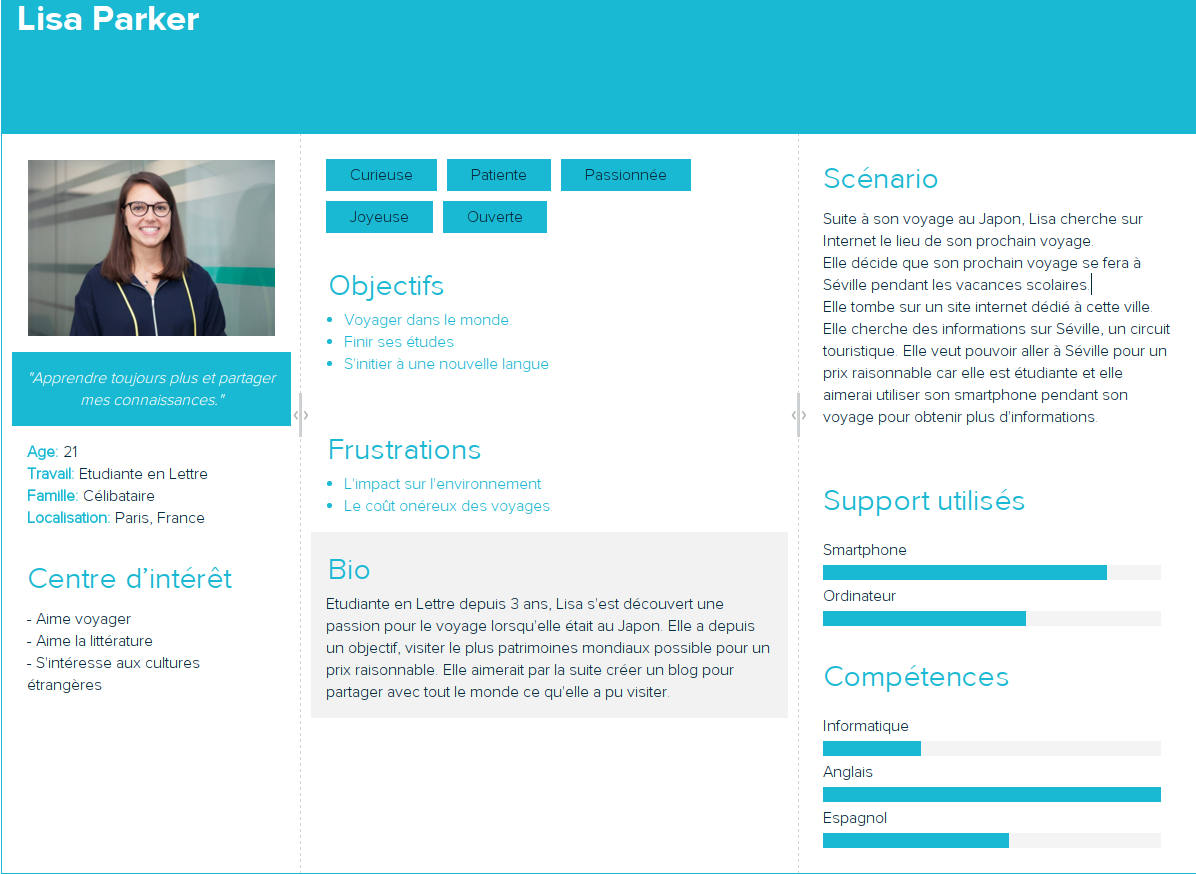 Lisa Parker
"Apprendre toujours plus et partager
mes connaissances."
Age: 21
Travail: Etudiante en Lettre
Famille: Célibataire
Localisation: Paris, France
Centre d'intérêt
- Aime voyager
- Aime la littérature
- S'intéresse aux cultures
étrangères
Curieuse
Patiente
Passionnée
Joyeuse
Ouverte
Objectifs
• Voyager dans le monde
• Finir ses études
• S'initier à une nouvelle langue
Frustrations
• L'impact sur l'environnement
• Le coût onéreux des voyages
Bio
Etudiante en Lettre depuis 3 ans, Lisa s'est découvert une
passion pour le voyage lorsqu'elle était au Japon. Elle a depuis
un objectif, visiter le plus patrimoines mondiaux possible pour un
prix raisonnable. Elle aimerait par la suite créer un blog pour
partager avec tout le monde ce qu'elle a pu visiter.
Scénario
Suite à son voyage au Japon, Lisa cherche sur
Internet le lieu de son prochain voyage.
Elle décide que son prochain voyage se fera à
Séville pendant les vacances scolaires.
Elle tombe sur un site internet dédié à cette ville.
Elle cherche des informations sur Séville, un circuit
touristique. Elle veut pouvoir aller à Séville pour un
prix raisonnable car elle est étudiante et elle
aimerai utiliser son smartphone pendant son
voyage pour obtenir plus d'informations.
Support utilisés
Smartphone
Ordinateur
Compétences
Informatique
Anglais
Espagnol